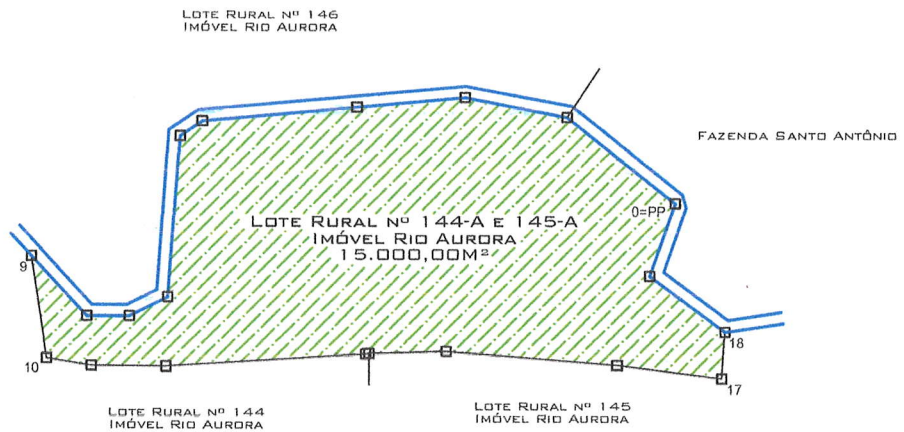 LOTE RURAL Nº 146
IMÓVEL RIO AURORA
FAZENDA SANTO ANTÔNIO
0=PP
LOTE RURAL Nº 144-A E 145-A
IMÓVEL RIO AURORA
15.000,00M²
9
18
10
17
LOTE RURAL Nº 144
IMÓVEL RIO AURORA
LOTE RURAL Nº 145
IMÓVEL RIO AURORA